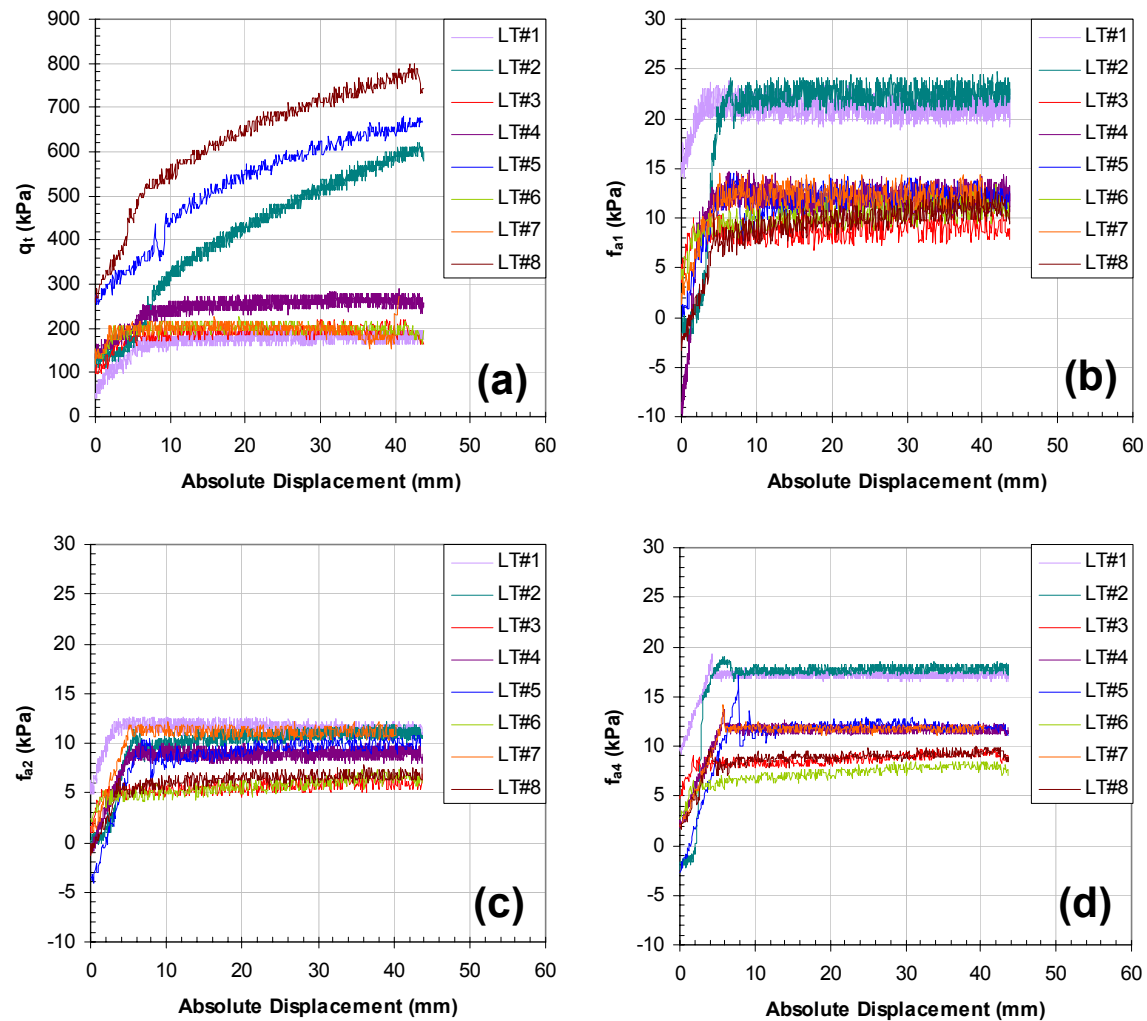 900
800
700
600
500
400
300
200
100
0
qt (kPa)
0 10 20 30 40 50 60
Absolute Displacement (mm)
LT#1
LT#2
LT#3
LT#4
LT#5
LT#6
LT#7
LT#8
(a)
30
25
20
15
10
5
0
-5
-10
fa1 (kPa)
0 10 20 30 40 50 60
Absolute Displacement (mm)
LT#1
LT#2
LT#3
LT#4
LT#5
LT#6
LT#7
LT#8
(b)
30
25
20
15
10
5
0
-5
-10
fa2 (kPa)
0 10 20 30 40 50 60
Absolute Displacement (mm)
LT#1
LT#2
LT#3
LT#4
LT#5
LT#6
LT#7
LT#8
(c)
30
25
20
15
10
5
0
-5
-10
fa4 (kPa)
0 10 20 30 40 50 60
Absolute Displacement (mm)
LT#1
LT#2
LT#3
LT#4
LT#5
LT#6
LT#7
LT#8
(d)